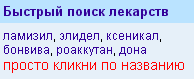 Быстрый поиск лекарств
ламизил, элидел, ксеникал,
бонвива, роаккутан, дона
просто кликни по названию